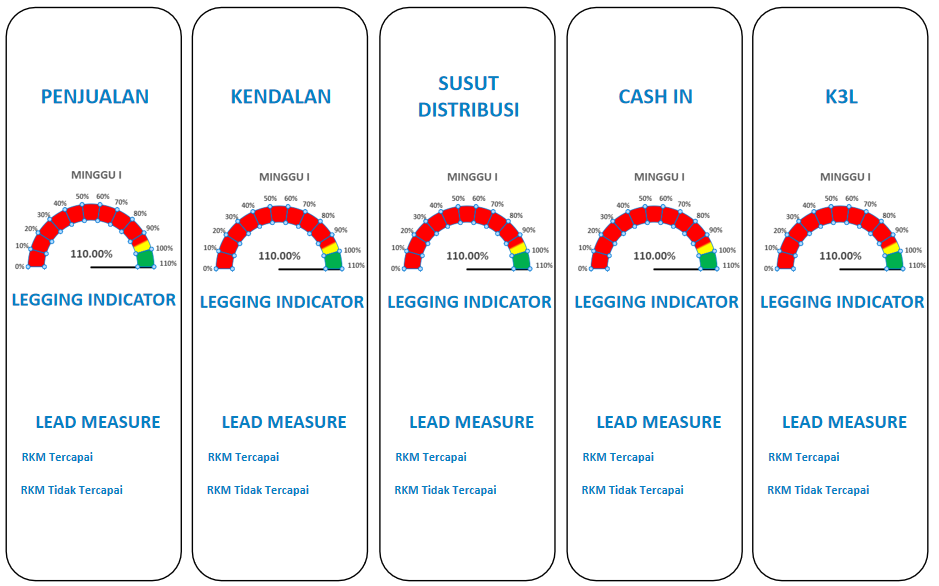 PENJUALAN
MINGGU I
0%
10%
20%
30%
40%
50%
60%
70%
80%
90%
100%
110%
110.00%
LEGGING INDICATOR
LEAD MEASURE
RKM Tercapai
RKM Tidak Tercapai
KENDALAN
MINGGU I
0%
10%
20%
30%
40%
50%
60%
70%
80%
90%
100%
110%
110.00%
LEGGING INDICATOR
LEAD MEASURE
RKM Tercapai
RKM Tidak Tercapai
SUSUT
DISTRIBUSI
MINGGU I
0%
10%
20%
30%
40%
50%
60%
70%
80%
90%
100%
110%
110.00%
LEGGING INDICATOR
LEAD MEASURE
RKM Tercapai
RKM Tidak Tercapai
CASH IN
MINGGU I
0%
10%
20%
30%
40%
50%
60%
70%
80%
90%
100%
110%
110.00%
LEGGING INDICATOR
LEAD MEASURE
RKM Tercapai
RKM Tidak Tercapai
K3L
MINGGU I
0%
10%
20%
30%
40%
50%
60%
70%
80%
90%
100%
110%
110.00%
LEGGING INDICATOR
LEAD MEASURE
RKM Tercapai
RKM Tidak Tercapai